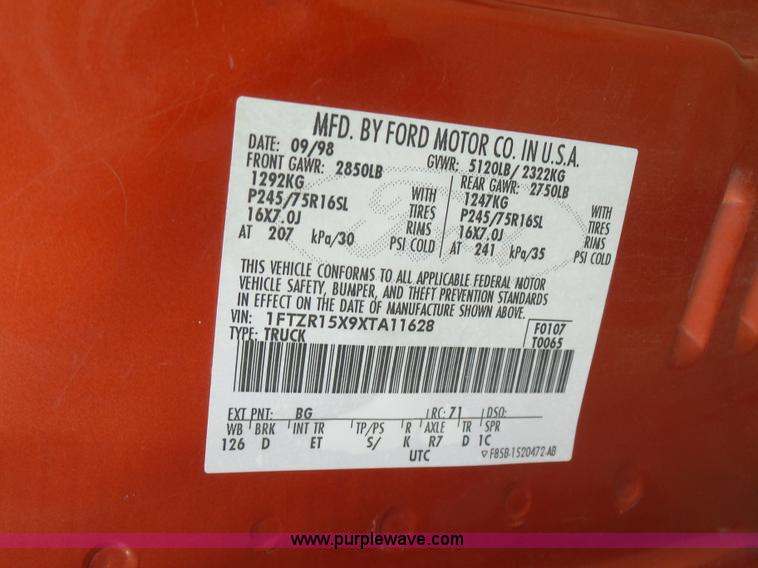 MFD. BY FORD MOTOR CO. IN U.S.A.
DATE: 09/98 GVWR: 5120LB/ 2322KG
FRONT GAWR: 2850LB REAR GAWR: 2750LB
1292KG WITH 1247KG WITH
P245/75R16SL TIRES P245/75R16SL TIRES
16X7.0J RIMS 16X7.0J RIMS
AT 207 kPa/30 PSI COLD AT 241 kPa/35 PSI COLD
THIS VEHICLE CONFORMS TO ALL APPLICABLE FEDERAL MOTOR
VEHICLE SAFETY, BUMPER, AND THEFT PREVENTION STANDARDS
IN EFFECT ON THE DATE OF MANUFACTURE SHOWN ABOVE.
VIN: 1FTZR15X9XTA11628 F0107
TYPE: TRUCK T0065
EXT PNT: BG RC: 71 DSO:
WB BRK INT TR TP/PS R AXLE TR SPR
126 D ET S/ K R7 D 1C
UTC F85B-1520472-AB
www.purplewave.com